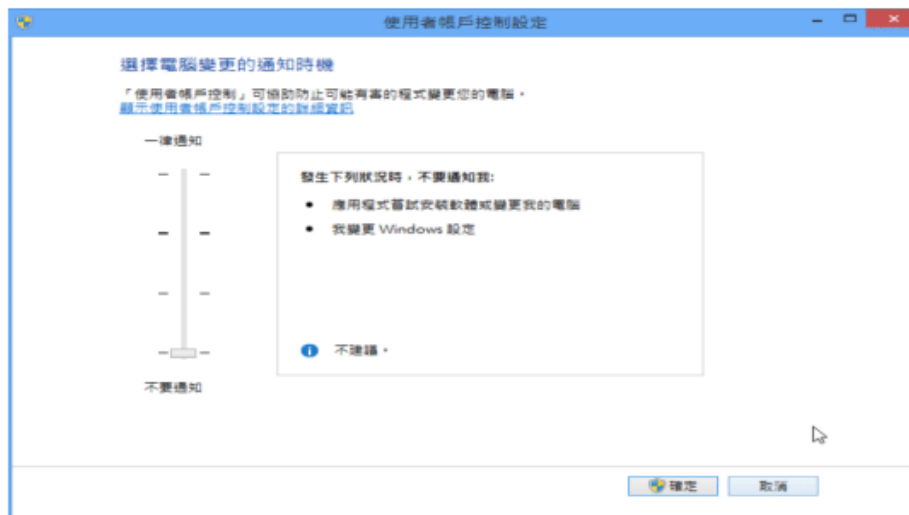 使用者帳戶控制設定
選擇電腦變更的通知時機
「使用者帳戶控制」可協助防止可能有害的程式變更您的電腦。
顯示使用者帳戶控制設定的詳細資訊
一律通知
發生下列狀況時，不要通知我:
應用程式嘗試安裝軟體或變更我的電腦
我變更 Windows 設定
不建議。
不要通知
確定
取消